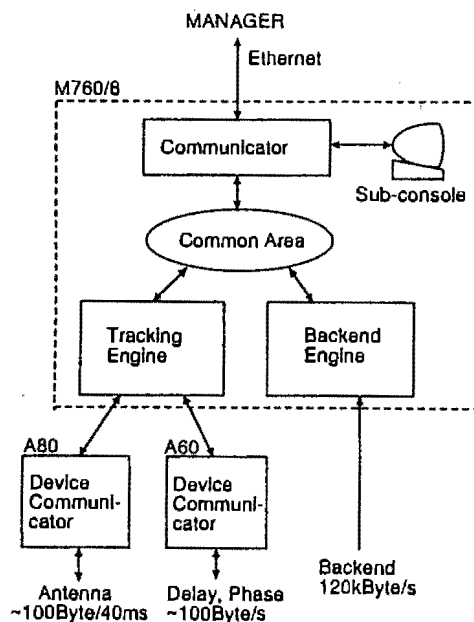 MANAGER
Ethernet
M760/8
Communicator
Sub-console
Common Area
Tracking
Engine
Backend
Engine
A80
Device
Communi-
cator
A60
Device
Communi-
cator
Antenna
~100Byte/40ms
Delay, Phase
~100Byte/s
Backend
120kByte/s